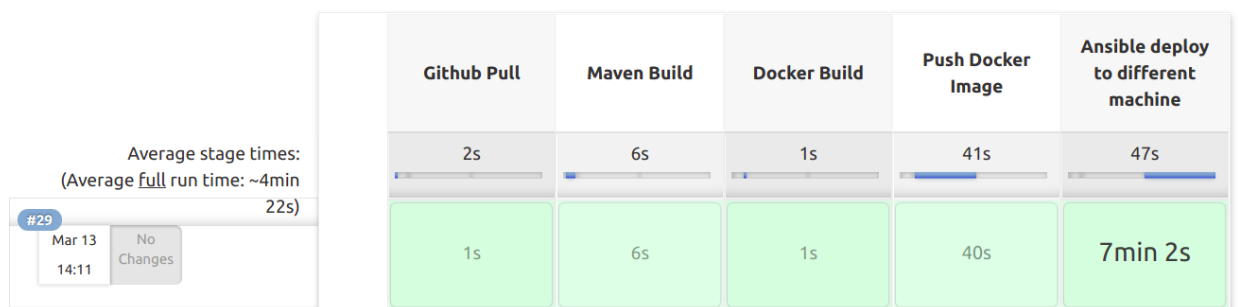 Github Pull
Maven Build
Docker Build
Push Docker
Image
Ansible deploy
to different
machine
Average stage times:
(Average full run time: ~4min
22s)
2s
6s
1s
41s
47s
#29
Mar 13
14:11
No
Changes
1s
6s
1s
40s
7min 2s